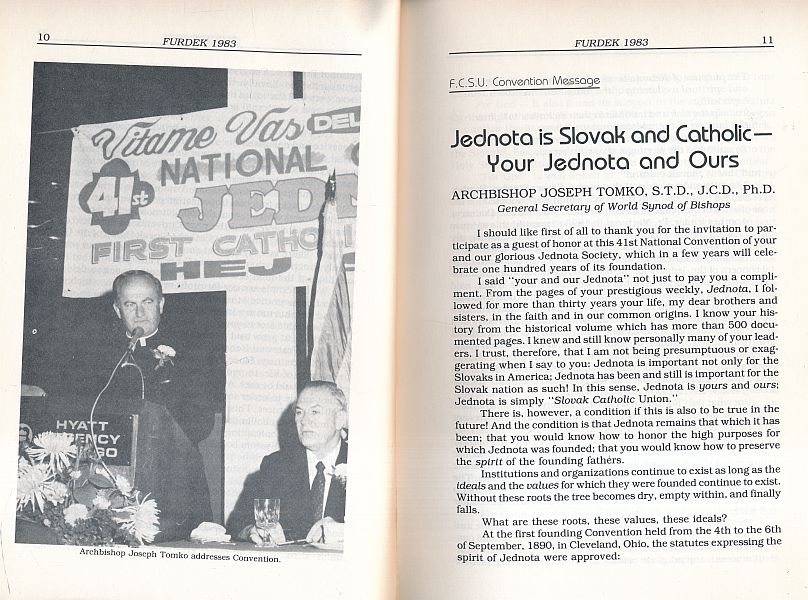 10
FURDEK 1983
Vitame Vas DEL
NATIONAL C
41st
JED
FIRST CATHO
HEJ
HYATT
ENCY
GO
Archbishop Joseph Tomko addresses Convention.
FURDEK 1983
11
F.C.S.U. Convention Message
Jednota is Slovak and Catholic—
Your Jednota and Ours
ARCHBISHOP JOSEPH TOMKO, S.T.D., J.C.D., Ph.D.
General Secretary of World Synod of Bishops
I should like first of all to thank you for the invitation to par-
ticipate as a guest of honor at this 41st National Convention of your
and our glorious Jednota Society, which in a few years will cele-
brate one hundred years of its foundation.
I said "your and our Jednota" not just to pay you a compli-
ment. From the pages of your prestigious weekly, Jednota, I fol-
lowed for more than thirty years your life, my dear brothers and
sisters, in the faith and in our common origins. I know your his-
tory from the historical volume which has more than 500 docu-
mented pages. I knew and still know personally many of your lead-
ers. I trust, therefore, that I am not being presumptuous or exag-
gerating when I say to you: Jednota is important not only for the
Slovaks in America; Jednota has been and still is important for the
Slovak nation as such! In this sense, Jednota is yours and ours;
Jednota is simply "Slovak Catholic Union."
There is, however, a condition if this is also to be true in the
future! And the condition is that Jednota remains that which it has
been; that you would know how to honor the high purposes for
which Jednota was founded; that you would know how to preserve
the spirit of the founding fathers.
Institutions and organizations continue to exist as long as the
ideals and the values for which they were founded continue to exist.
Without these roots the tree becomes dry, empty within, and finally
falls.
What are these roots, these values, these ideals?
At the first founding Convention held from the 4th to the 6th
of September, 1890, in Cleveland, Ohio, the statutes expressing the
spirit of Jednota were approved: